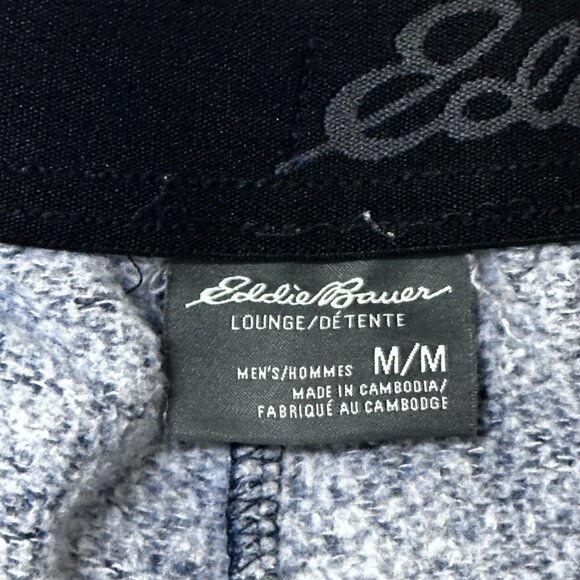 Eddie Bauer
LOUNGE/DÉTENTE
MEN'S/HOMMES M/M
MADE IN CAMBODIA/
FABRIQUÉ AU CAMBODGE